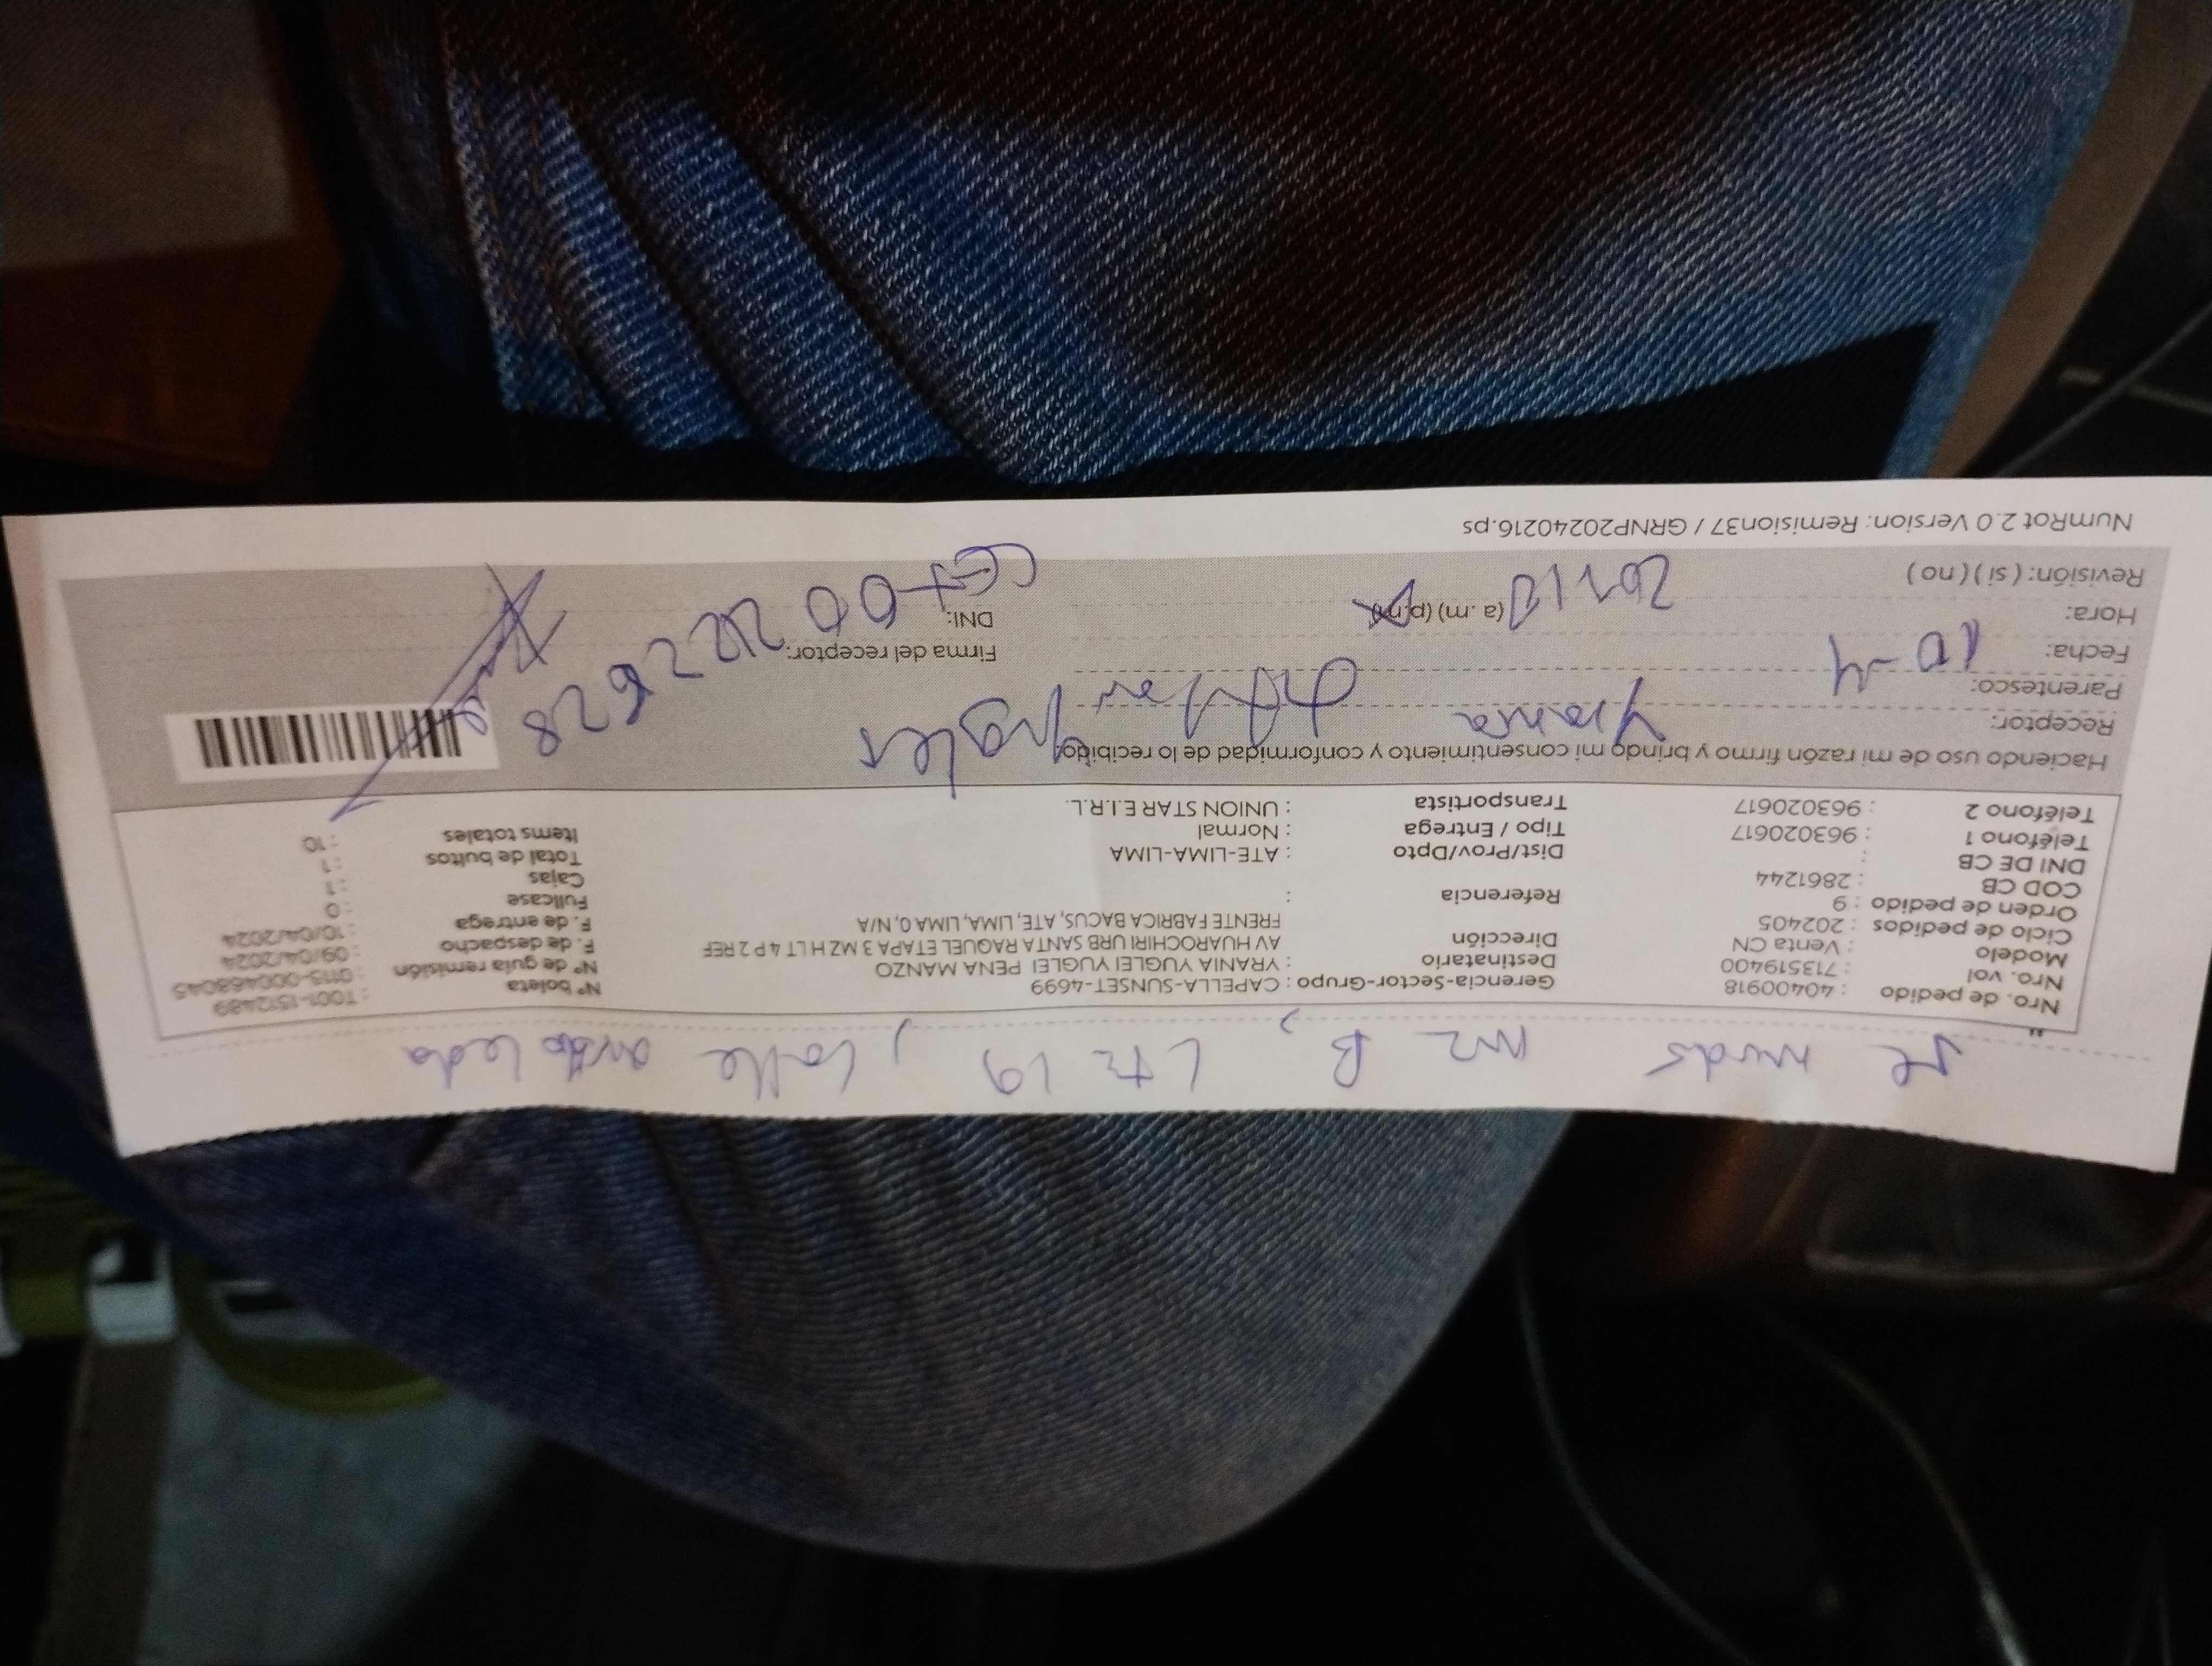 se mudó mz B, Lte 19, calle
Nro. de pedido : 40400918
Nro. vol : 713519400
Modelo : Venta CN
Ciclo de pedidos : 202405
Orden de pedido : 9
COD CB : 2861244
DNI DE CB :
Teléfono 1 : 963020617
Teléfono 2 : 963020617
Gerencia-Sector-Grupo : CAPELLA-SUNSET-4699
Destinatario : YRANIA YUGLEI YUGLEI PENA MANZO
Dirección : AV HUAROCHIRI URB SANTA RAQUEL ETAPA 3 MZ H LT 4 P 2 REF
FRENTE FABRICA BACUS, ATE, LIMA, LIMA 0, N/A
Referencia :
Dist/Prov/Dpto : ATE-LIMA-LIMA
Tipo / Entrega : Normal
Transportista : UNION STAR E.I.R.L.
Nº boleta : T001-1512489
Nº de guía remisión : 0113-000468045
F. de despacho : 09/04/2024
F. de entrega : 10/04/2024
Fullcase : 0
Cajas : 1
Total de bultos : 1
Items totales : 10
Haciendo uso de mi razón firmo y brindo mi consentimiento y conformidad de lo recibido:
Receptor: Yrania
Parentesco:
Fecha: 10-4
Hora: (a. m) (p.m)
Revisión: ( si ) ( no )
Firma del receptor:
DNI:
NumRot 2.0 Version: Remision37 / GRNP20240216.ps